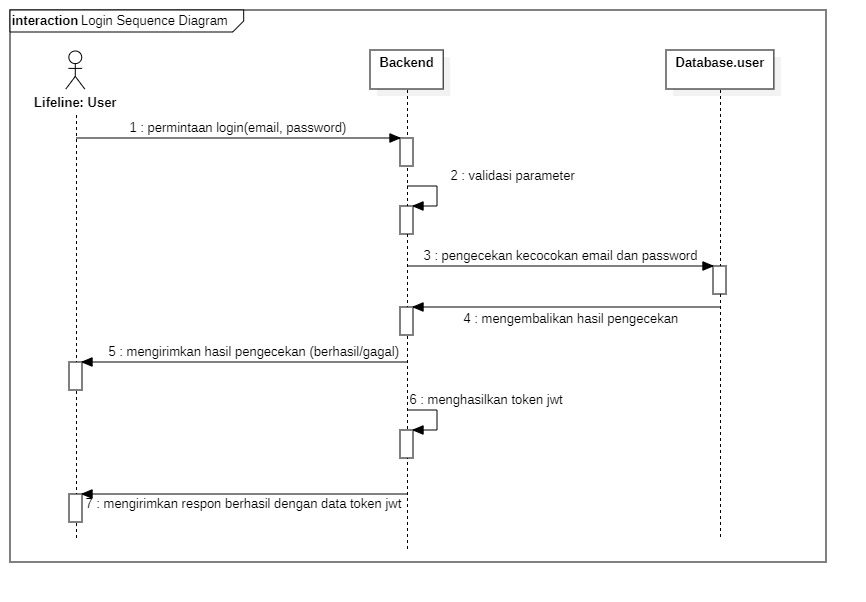 interaction Login Sequence Diagram
Lifeline: User
Backend
Database.user
1 : permintaan login(email, password)
2 : validasi parameter
3 : pengecekan kecocokan email dan password
4 : mengembalikan hasil pengecekan
5 : mengirimkan hasil pengecekan (berhasil/gagal)
6 : menghasilkan token jwt
7 : mengirimkan respon berhasil dengan data token jwt